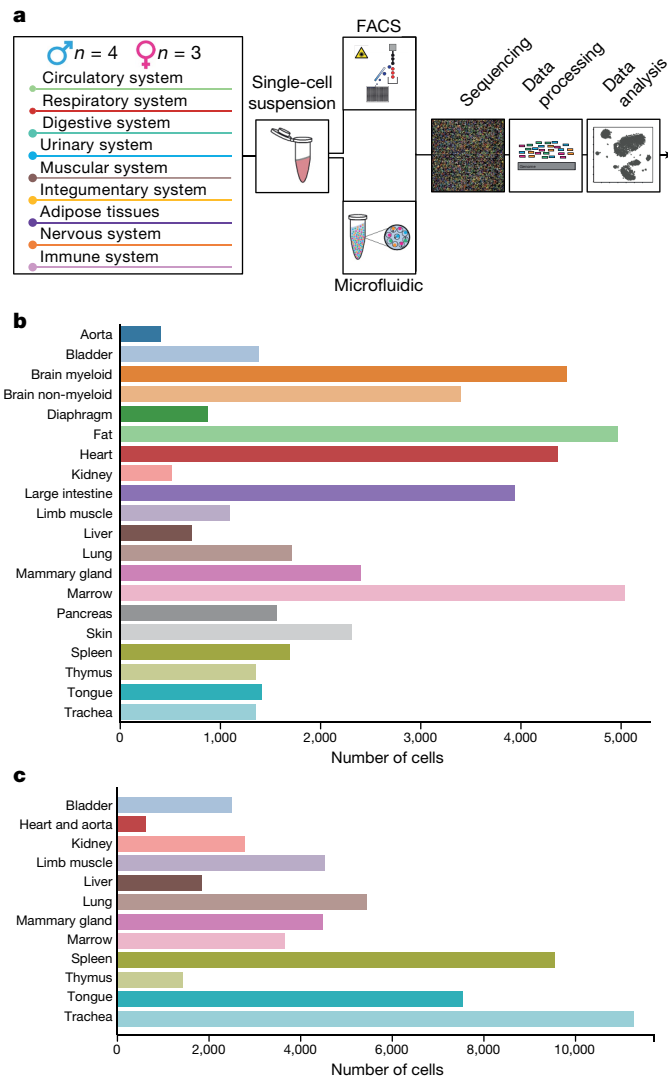 a
FACS
♂ n = 4 ♀ n = 3
Circulatory system
Respiratory system
Digestive system
Urinary system
Muscular system
Integumentary system
Adipose tissues
Nervous system
Immune system
Single-cell
suspension
Microfluidic
Sequencing
Data
processing
Data
analysis
b
Aorta
Bladder
Brain myeloid
Brain non-myeloid
Diaphragm
Fat
Heart
Kidney
Large intestine
Limb muscle
Liver
Lung
Mammary gland
Marrow
Pancreas
Skin
Spleen
Thymus
Tongue
Trachea
0 1,000 2,000 3,000 4,000 5,000
Number of cells
c
Bladder
Heart and aorta
Kidney
Limb muscle
Liver
Lung
Mammary gland
Marrow
Spleen
Thymus
Tongue
Trachea
0 2,000 4,000 6,000 8,000 10,000
Number of cells